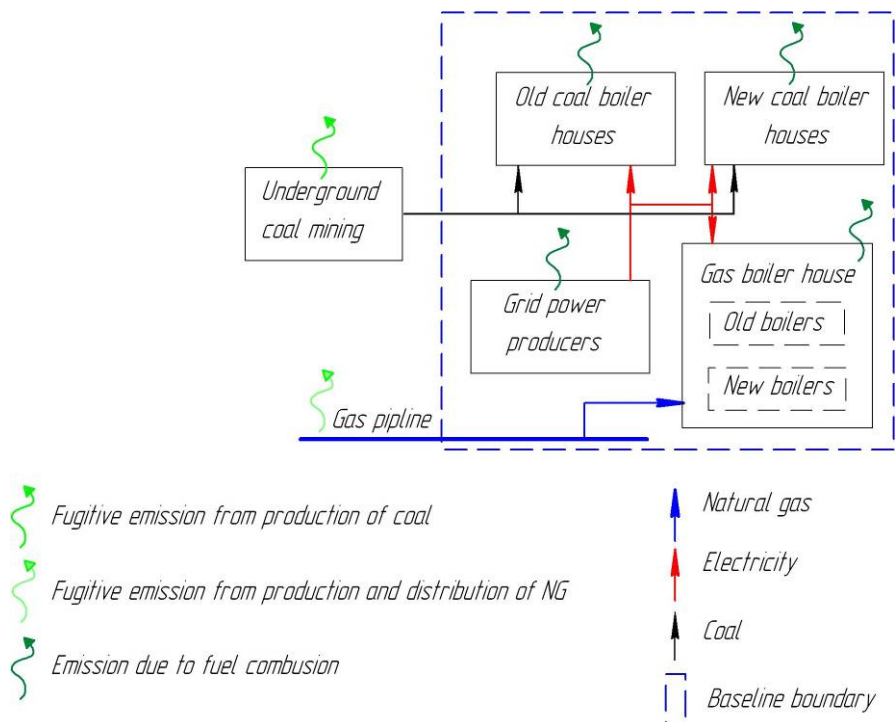 Old coal boiler
houses
New coal boiler
houses
Underground
coal mining
Gas boiler house
Old boilers
New boilers
Grid power
producers
Gas pipline
Fugitive emission from production of coal
Fugitive emission from production and distribution of NG
Emission due to fuel combusion
Natural gas
Electricity
Coal
Baseline boundary